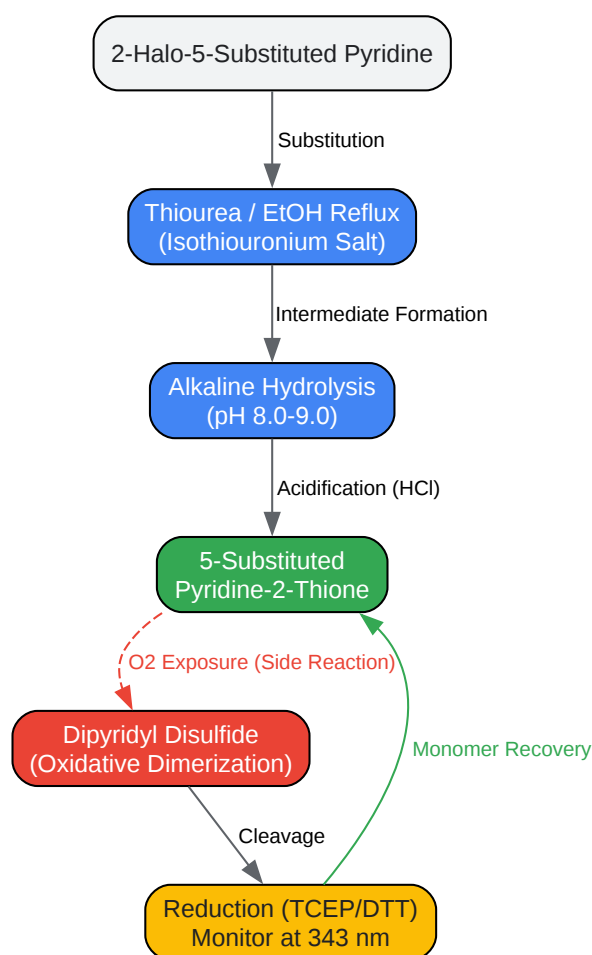 2-Halo-5-Substituted Pyridine
Substitution
Thiourea / EtOH Reflux
(Isothiouronium Salt)
Intermediate Formation
Alkaline Hydrolysis
(pH 8.0-9.0)
Acidification (HCl)
5-Substituted
Pyridine-2-Thione
O2 Exposure (Side Reaction)
Dipyridyl Disulfide
(Oxidative Dimerization)
Monomer Recovery
Cleavage
Reduction (TCEP/DTT)
Monitor at 343 nm